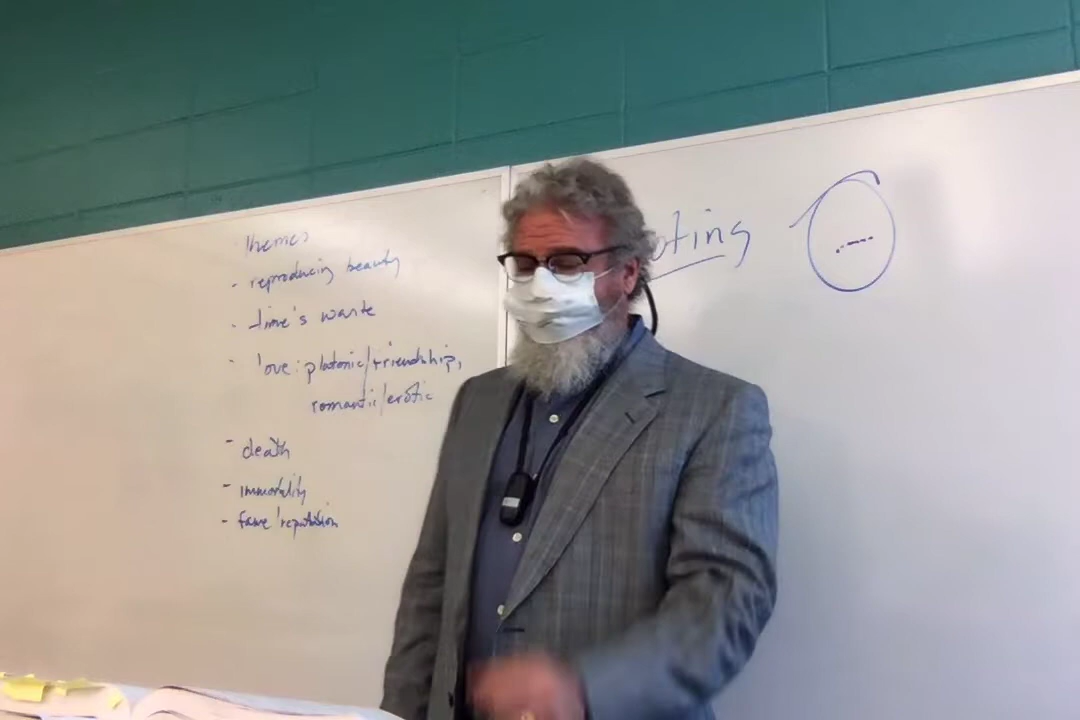 Themes
- reproducing beauty
- time's waste
- love: platonic/friendship,
romantic/erotic
- death
- immortality
- fame/reputation
oting